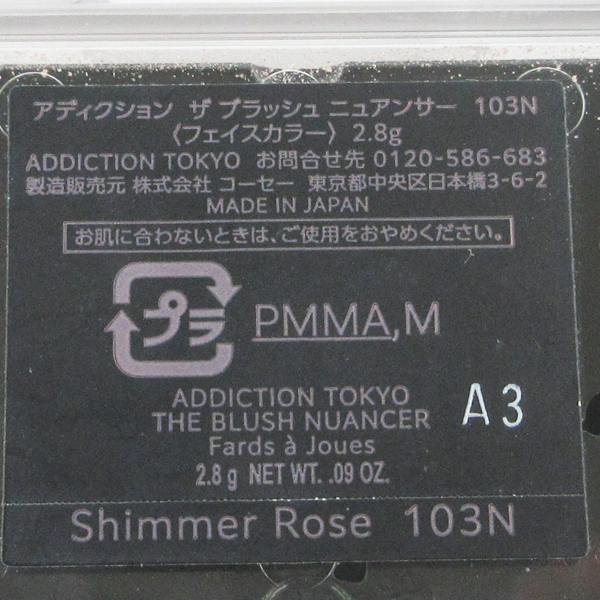 アディクション ザ ブラッシュ ニュアンサー 103N
〈フェイスカラー〉 2.8g
ADDICTION TOKYO お問合せ先 0120-586-683
製造販売元 株式会社 コーセー 東京都中央区日本橋3-6-2
MADE IN JAPAN
お肌に合わないときは、ご使用をおやめください。
プラ PMMA,M
ADDICTION TOKYO
THE BLUSH NUANCER
A3
Fards à Joues
2.8 g NET WT. .09 OZ.
Shimmer Rose 103N